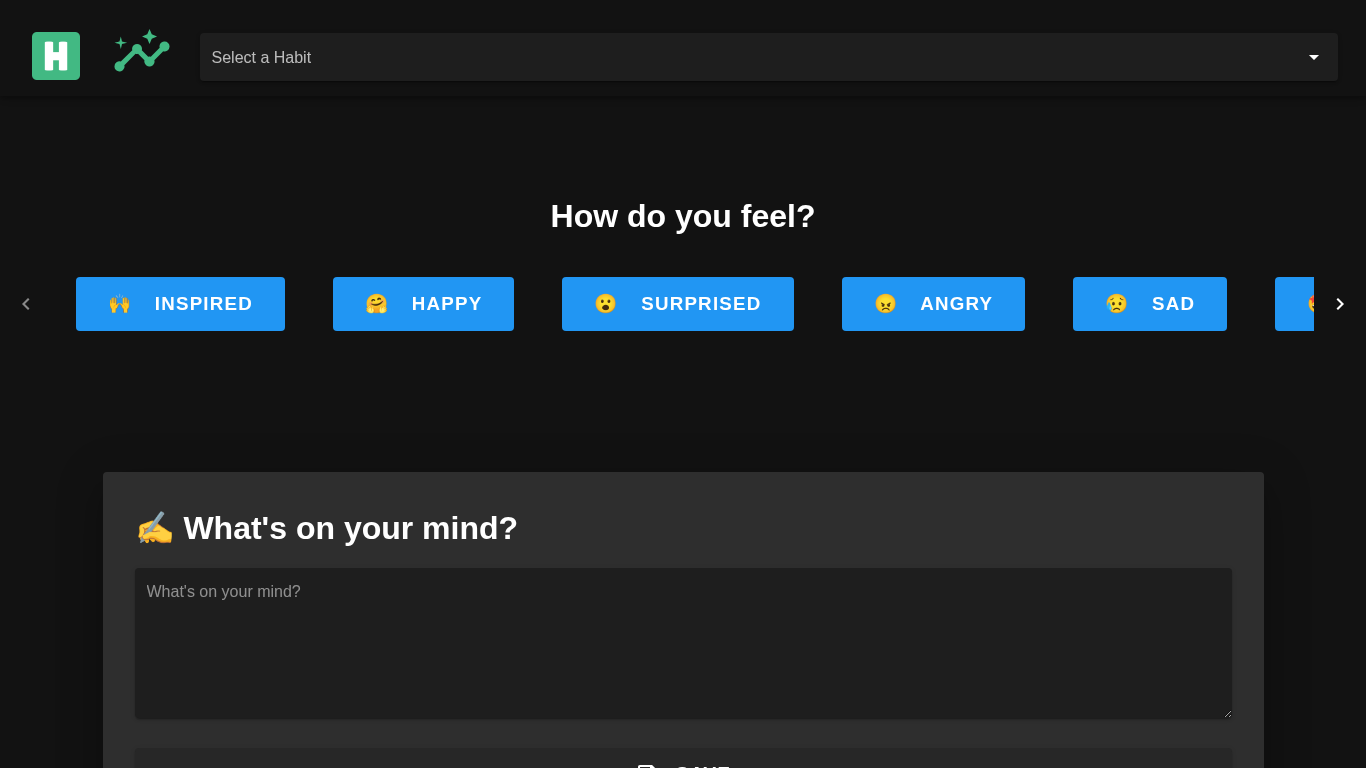 H
Select a Habit
How do you feel?
🙌 INSPIRED 🤗 HAPPY 😮 SURPRISED 😠 ANGRY 😥 SAD
✍️ What's on your mind?
What's on your mind?
SAVE